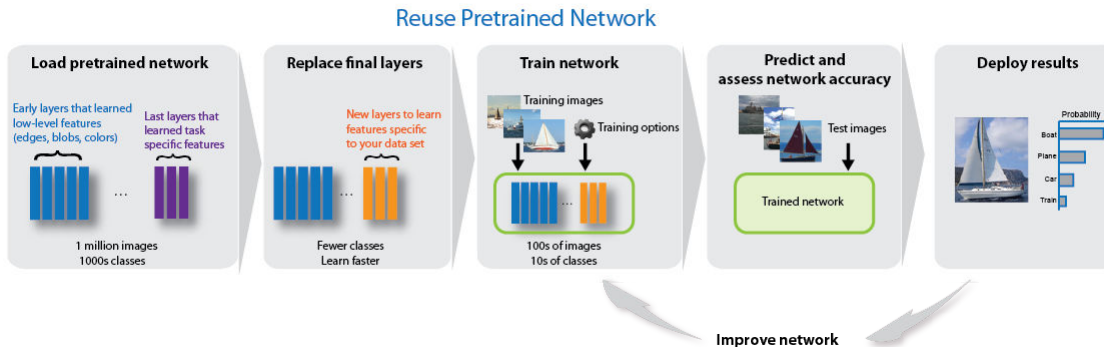 Reuse Pretrained Network
Load pretrained network
Early layers that learned
low-level features
(edges, blobs, colors)
Last layers that
learned task
specific features
...
1 million images
1000s classes
Replace final layers
New layers to learn
features specific
to your data set
...
Fewer classes
Learn faster
Train network
Training images
Training options
...
100s of images
10s of classes
Predict and
assess network accuracy
Test images
Trained network
Deploy results
Probability
Boat
Plane
Car
Train
Improve network